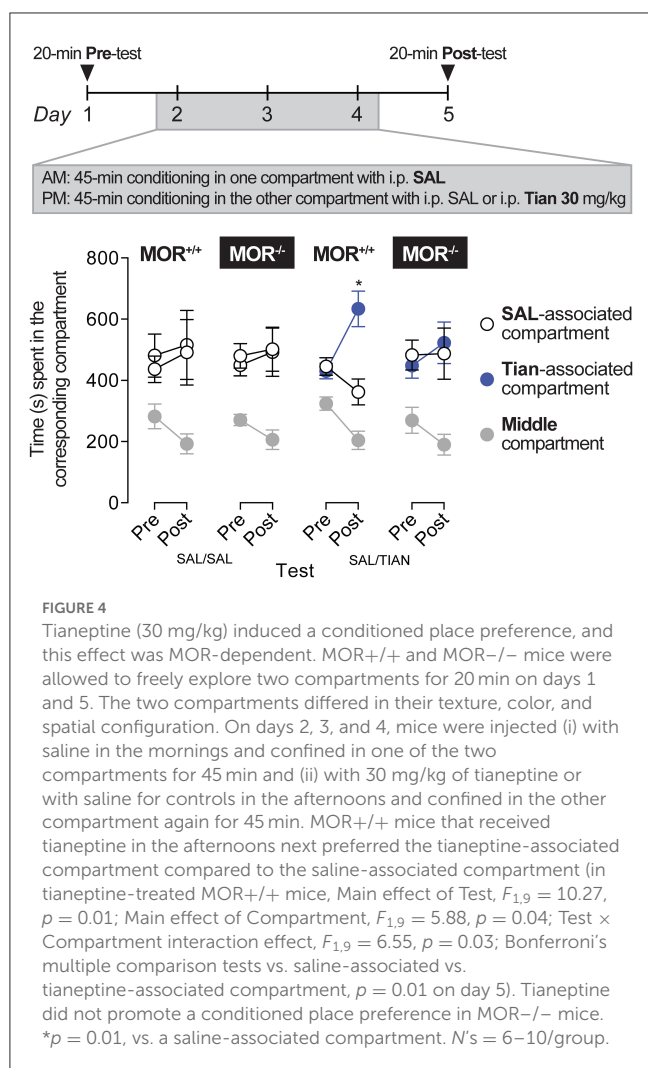 20-min Pre-test
20-min Post-test
Day 1 2 3 4 5
AM: 45-min conditioning in one compartment with i.p. SAL
PM: 45-min conditioning in the other compartment with i.p. SAL or i.p. Tian 30 mg/kg
MOR+/+ MOR-/- MOR+/+ MOR-/-
Time (s) spent in the
corresponding compartment
800
600
400
200
0
*
SAL-associated
compartment
Tian-associated
compartment
Middle
compartment
Pre Post Pre Post Pre Post Pre Post
SAL/SAL SAL/TIAN
Test
FIGURE 4
Tianeptine (30 mg/kg) induced a conditioned place preference, and
this effect was MOR-dependent. MOR+/+ and MOR−/− mice were
allowed to freely explore two compartments for 20 min on days 1
and 5. The two compartments differed in their texture, color, and
spatial configuration. On days 2, 3, and 4, mice were injected (i) with
saline in the mornings and confined in one of the two
compartments for 45 min and (ii) with 30 mg/kg of tianeptine or
with saline for controls in the afternoons and confined in the other
compartment again for 45 min. MOR+/+ mice that received
tianeptine in the afternoons next preferred the tianeptine-associated
compartment compared to the saline-associated compartment (in
tianeptine-treated MOR+/+ mice, Main effect of Test, F1,9 = 10.27,
p = 0.01; Main effect of Compartment, F1,9 = 5.88, p = 0.04; Test ×
Compartment interaction effect, F1,9 = 6.55, p = 0.03; Bonferroni's
multiple comparison tests vs. saline-associated vs.
tianeptine-associated compartment, p = 0.01 on day 5). Tianeptine
did not promote a conditioned place preference in MOR−/− mice.
*p = 0.01, vs. a saline-associated compartment. N's = 6–10/group.